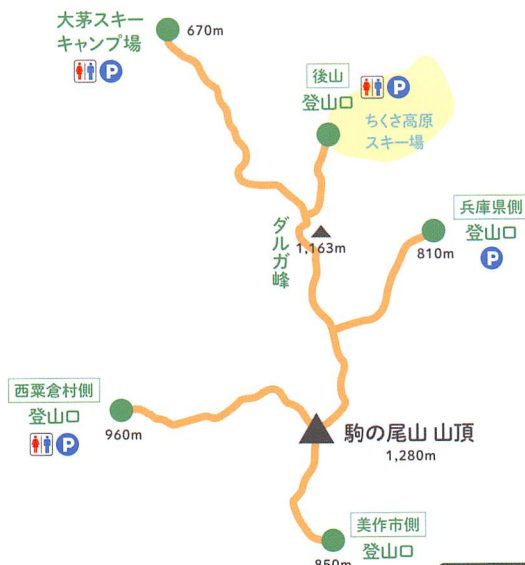 大茅スキー
キャンプ場
P
670m
後山
登山口
P
ちくさ高原
スキー場
兵庫県側
登山口
P
810m
ダルガ峰
1,163m
西粟倉村側
登山口
P
960m
駒の尾山 山頂
1,280m
美作市側
登山口
850m